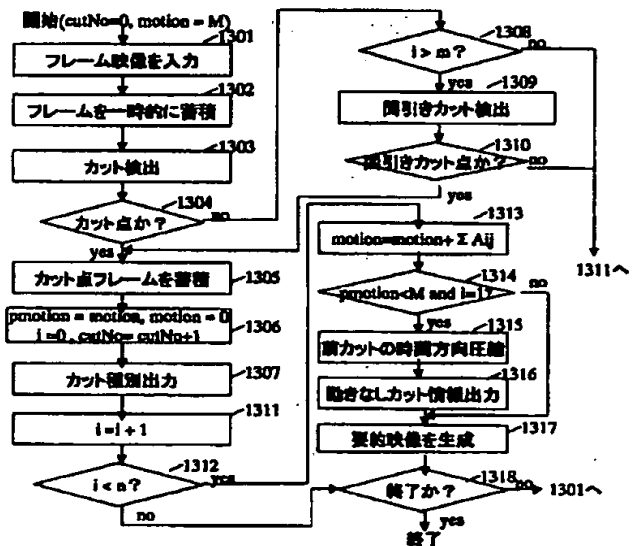 開始(cutNo=0, motion = M)
1301
フレーム映像を入力
1302
フレームを一時的に蓄積
1303
カット検出
1304
カット点か?
no
yes
カット点フレームを蓄積
1305
pmotion = motion, motion = 0
i =0 , cutNo= cutNo+1
1306
カット種別出力
1307
1311
i =i + 1
1312
i < n ?
yes
no
1308
i > m ?
no
yes
1309
間引きカット検出
1310
間引きカット点か?
no
yes
1311へ
1313
motion=motion+ Σ Aij
1314
pmotion<M and i=1?
no
yes
1315
前カットの時間方向圧縮
1316
動きなしカット情報出力
要約映像を生成
1317
1318
終了か?
no
1301へ
yes
終了